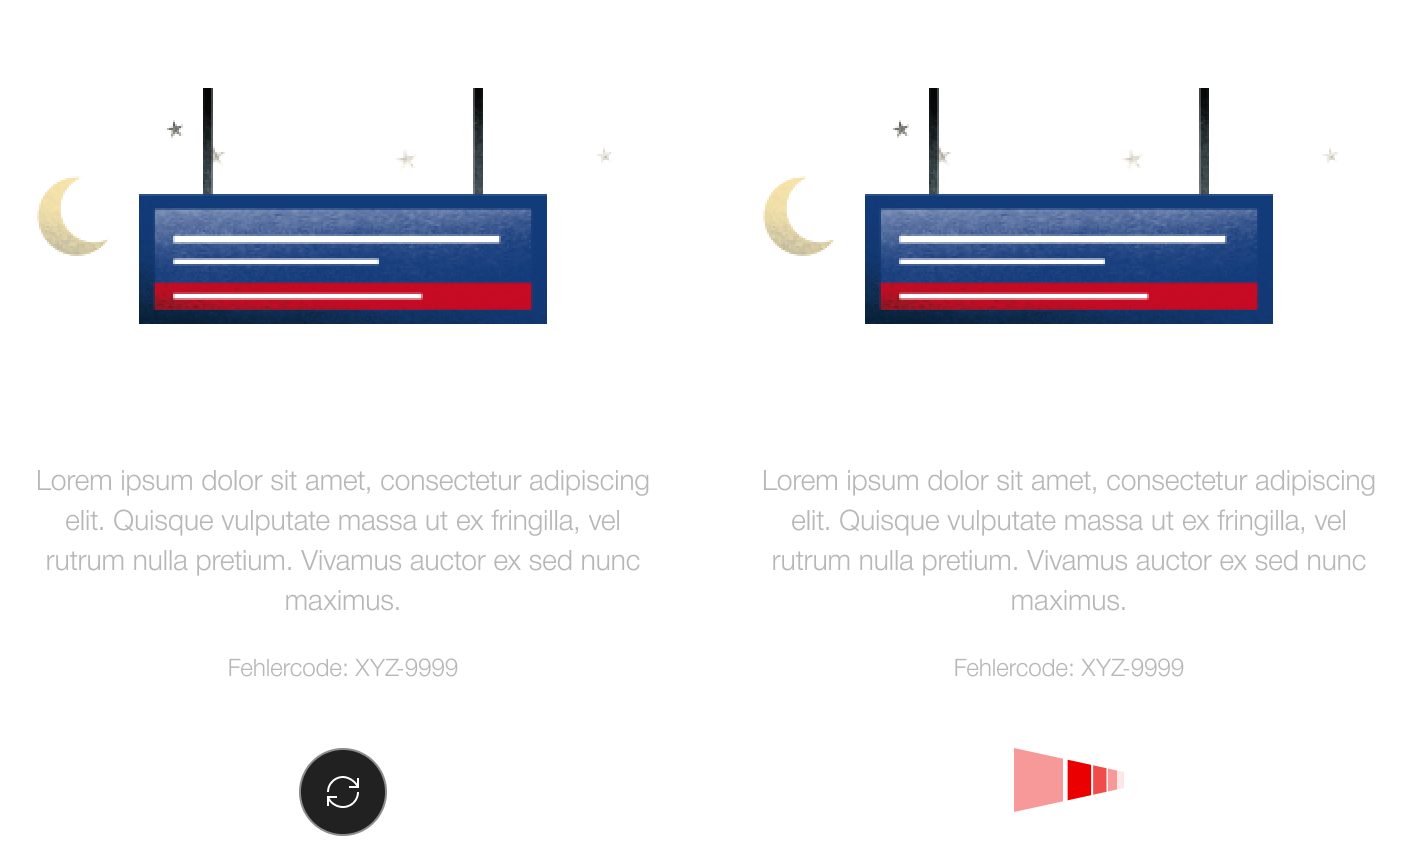 Lorem ipsum dolor sit amet, consectetur adipiscing
elit. Quisque vulputate massa ut ex fringilla, vel
rutrum nulla pretium. Vivamus auctor ex sed nunc
maximus.
Fehlercode: XYZ-9999
Lorem ipsum dolor sit amet, consectetur adipiscing
elit. Quisque vulputate massa ut ex fringilla, vel
rutrum nulla pretium. Vivamus auctor ex sed nunc
maximus.
Fehlercode: XYZ-9999